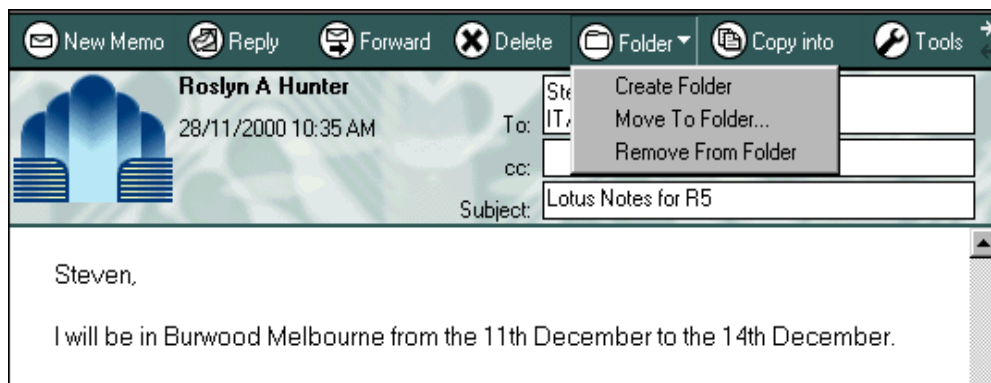 New Memo Reply Forward Delete Folder Copy into Tools
Roslyn A Hunter
28/11/2000 10:35 AM
To:
cc:
Subject: Lotus Notes for R5
Create Folder
Move To Folder...
Remove From Folder
Steven,
I will be in Burwood Melbourne from the 11th December to the 14th December.